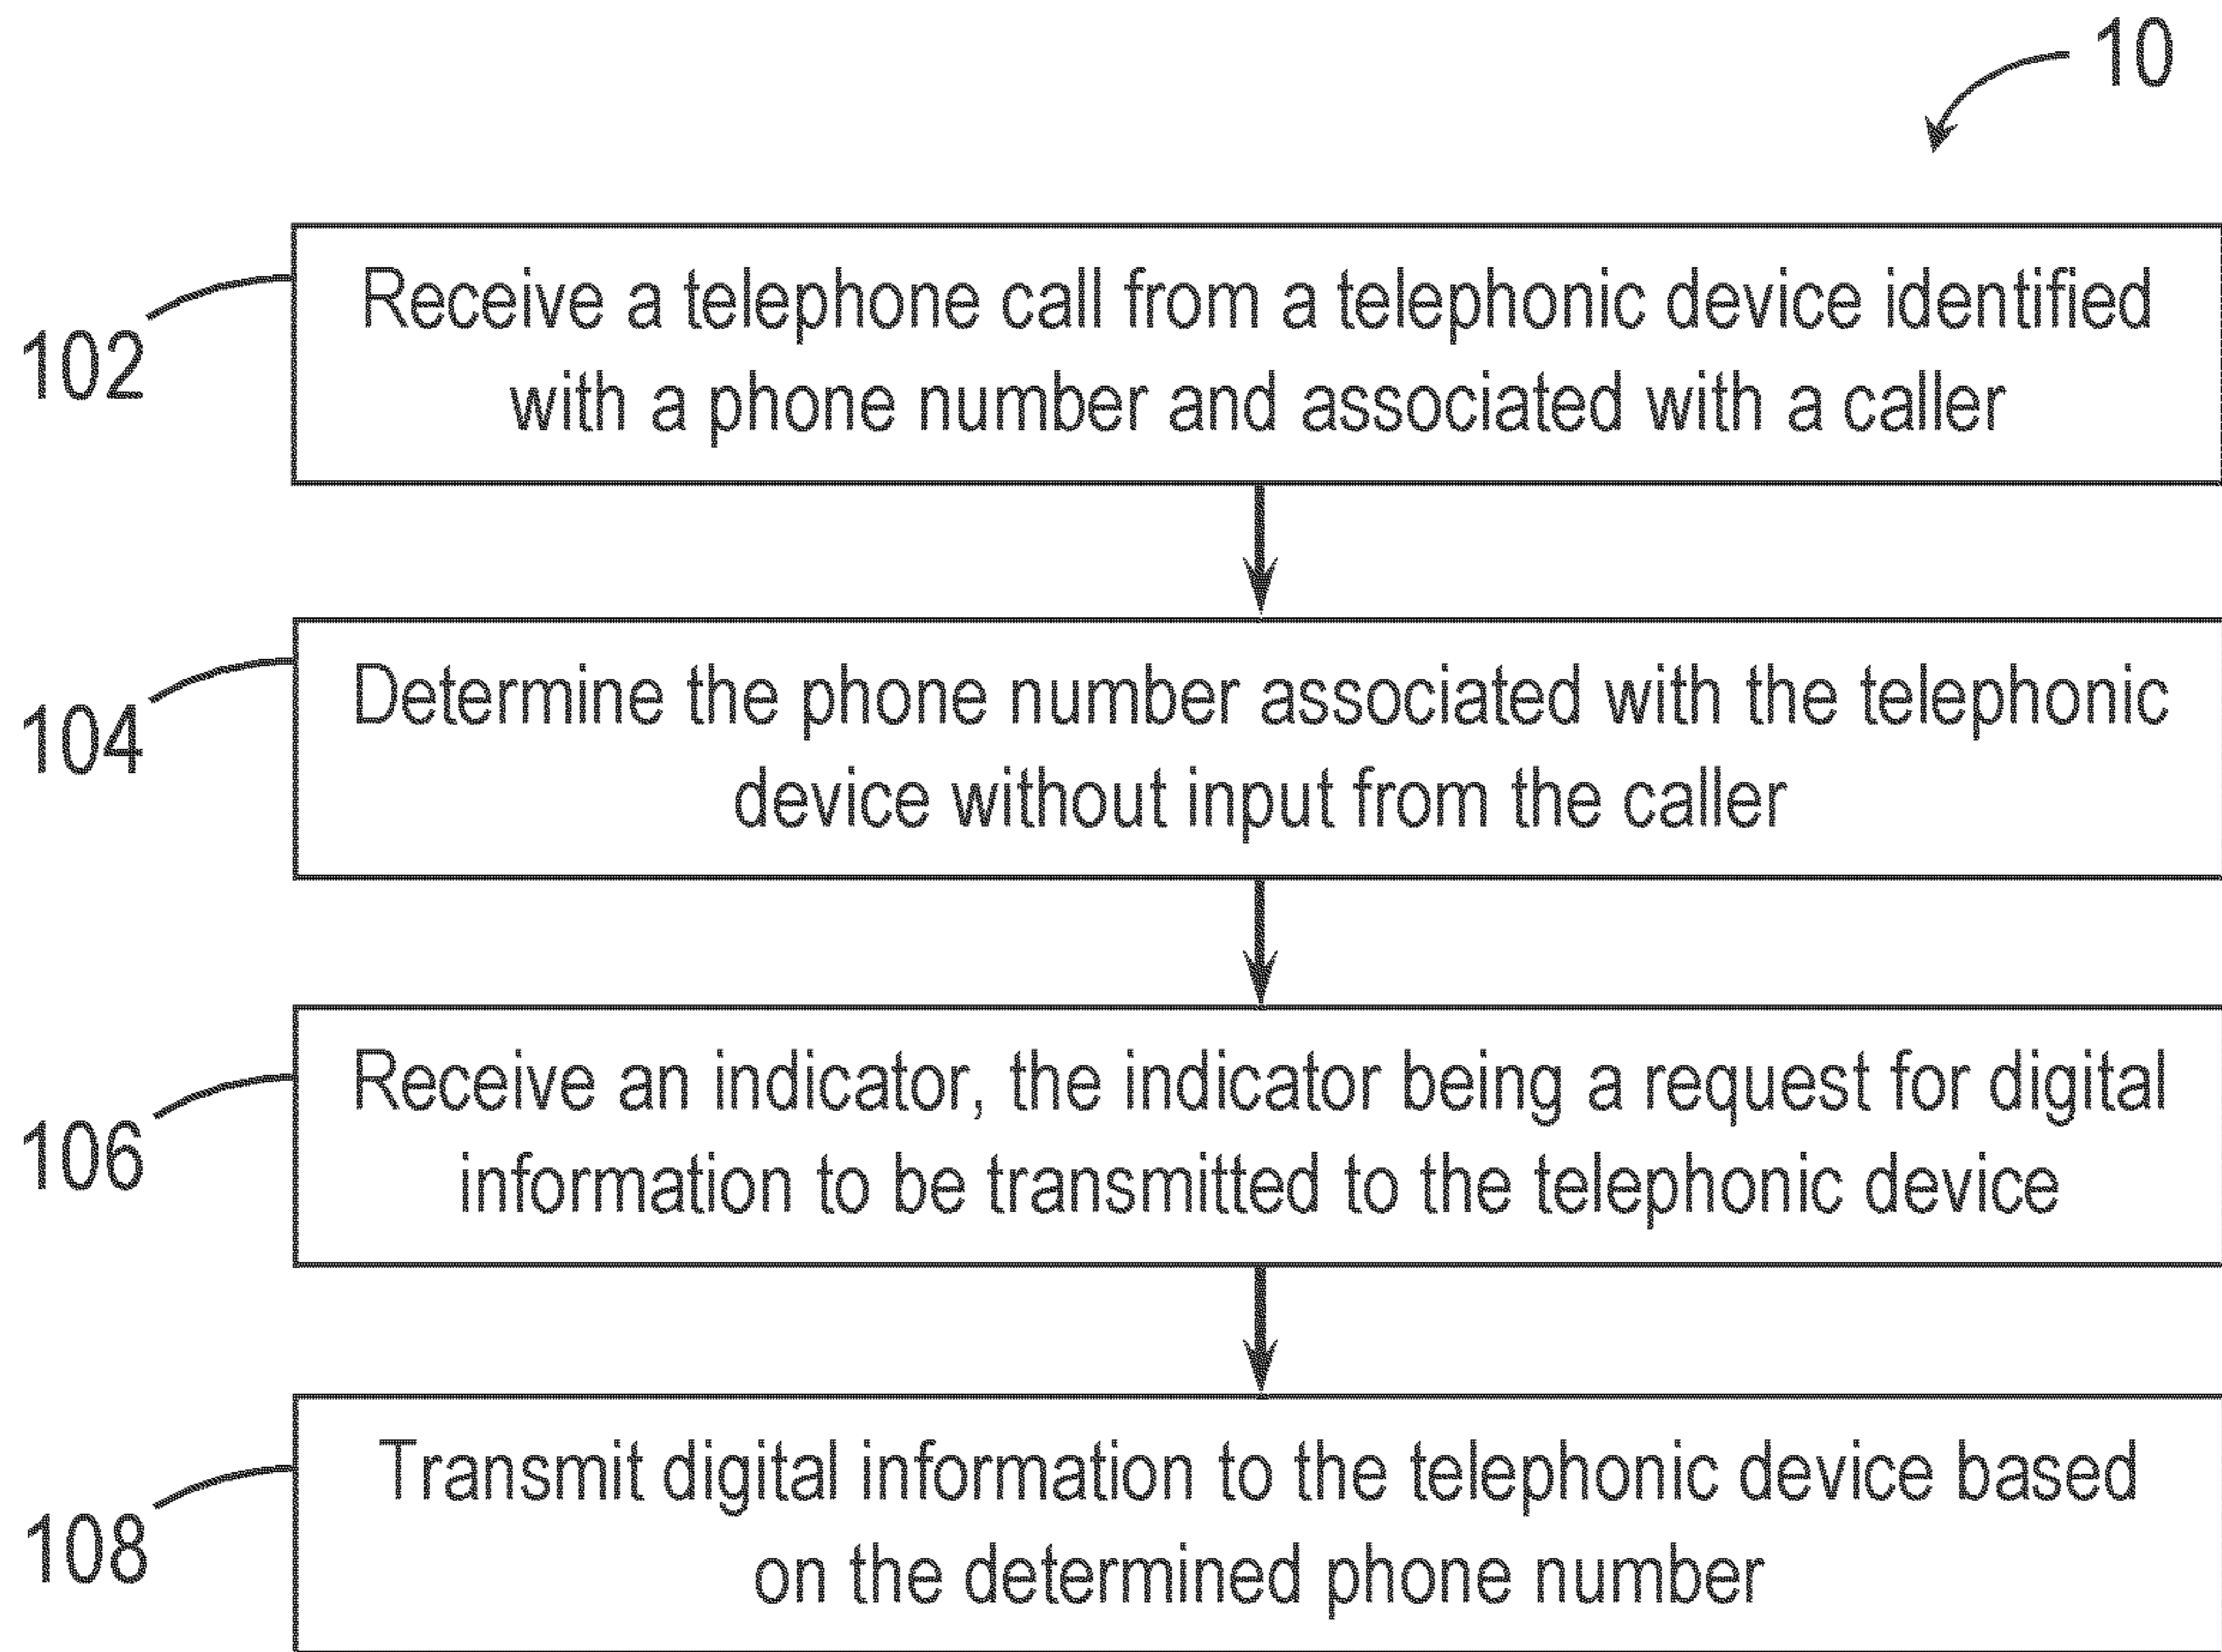 10
102
Receive a telephone call from a telephonic device identified
with a phone number and associated with a caller
104
Determine the phone number associated with the telephonic
device without input from the caller
106
Receive an indicator, the indicator being a request for digital
information to be transmitted to the telephonic device
108
Transmit digital information to the telephonic device based
on the determined phone number